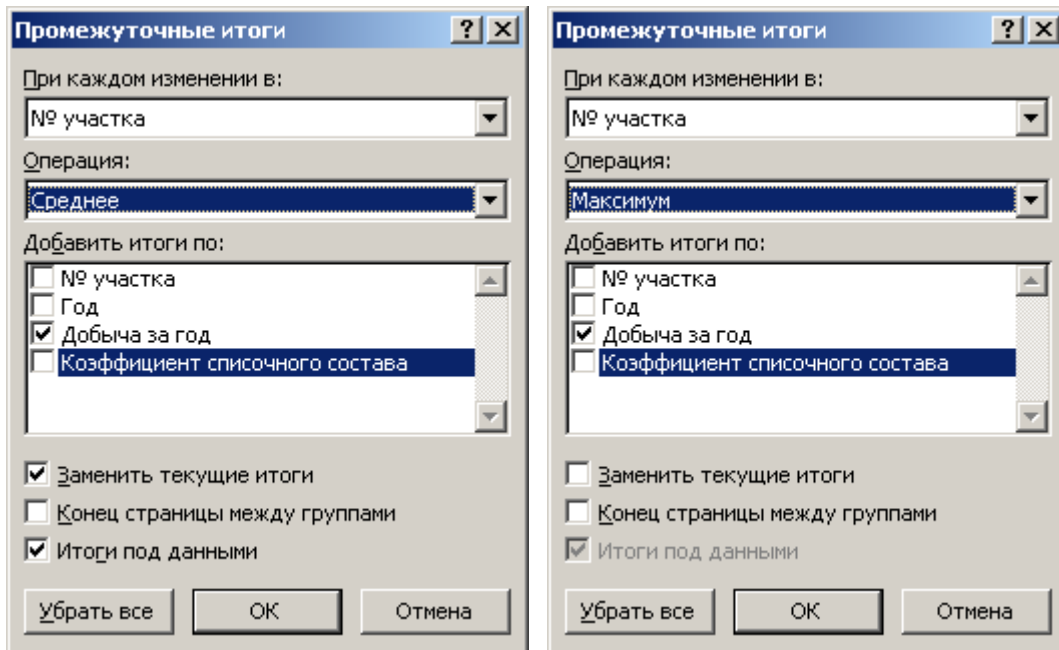 Промежуточные итоги
При каждом изменении в:
№ участка
Операция:
Среднее
Добавить итоги по:
№ участка
Год
Добыча за год
Коэффициент списочного состава
Заменить текущие итоги
Конец страницы между группами
Итоги под данными
Убрать все ОК Отмена
Промежуточные итоги
При каждом изменении в:
№ участка
Операция:
Максимум
Добавить итоги по:
№ участка
Год
Добыча за год
Коэффициент списочного состава
Заменить текущие итоги
Конец страницы между группами
Итоги под данными
Убрать все ОК Отмена